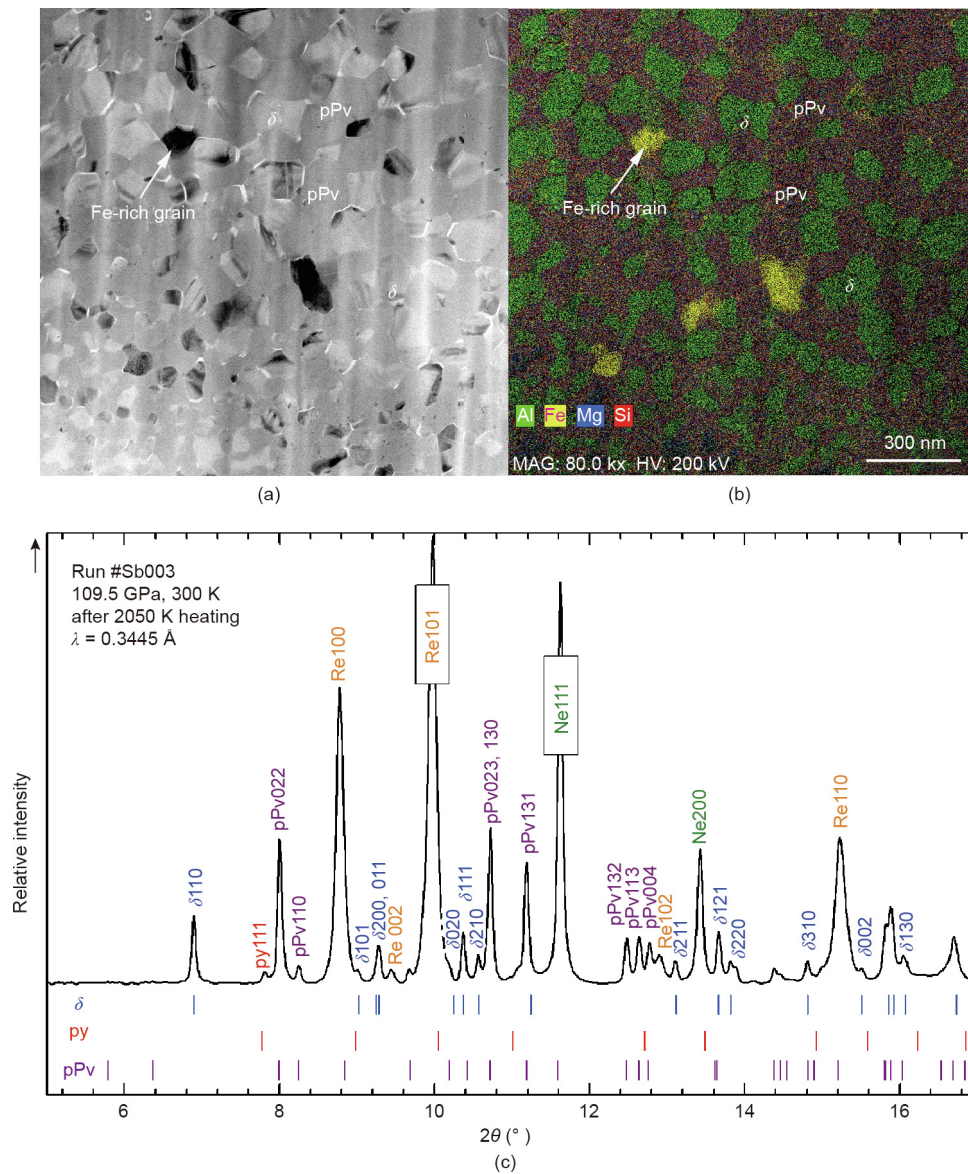 δ
pPv
pPv
Fe-rich grain
δ
(a)
δ
pPv
pPv
Fe-rich grain
δ
Al Fe Mg Si
300 nm
MAG: 80.0 kx HV: 200 kV
(b)
Run #Sb003
109.5 GPa, 300 K
after 2050 K heating
λ = 0.3445 Å
Relative intensity
δ110
py111
pPv022
pPv110
Re100
δ101
δ200, 011
Re 002
Re101
δ020
δ111
δ210
pPv023, 130
pPv131
Ne111
pPv132
pPv113
pPv004
Re102
δ211
Ne200
δ121
δ220
δ310
Re110
δ002
δ130
δ
py
pPv
6 8 10 12 14 16
2θ (°)
(c)